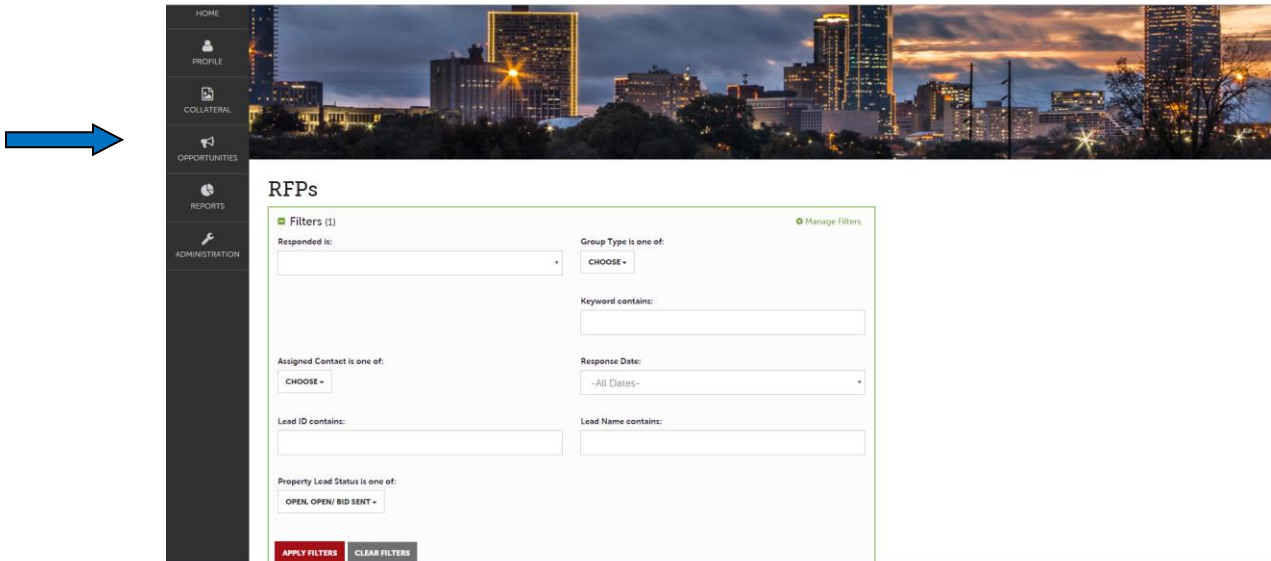 HOME
PROFILE
COLLATERAL
OPPORTUNITIES
REPORTS
ADMINISTRATION
RFPs
Filters (1)
Manage Filters
Responded is:
Group Type is one of:
CHOOSE
Keyword contains:
Assigned Contact is one of:
Response Date:
CHOOSE
-All Dates-
Lead ID contains:
Lead Name contains:
Property Lead Status is one of:
OPEN, OPEN/ BID SENT
APPLY FILTERS
CLEAR FILTERS